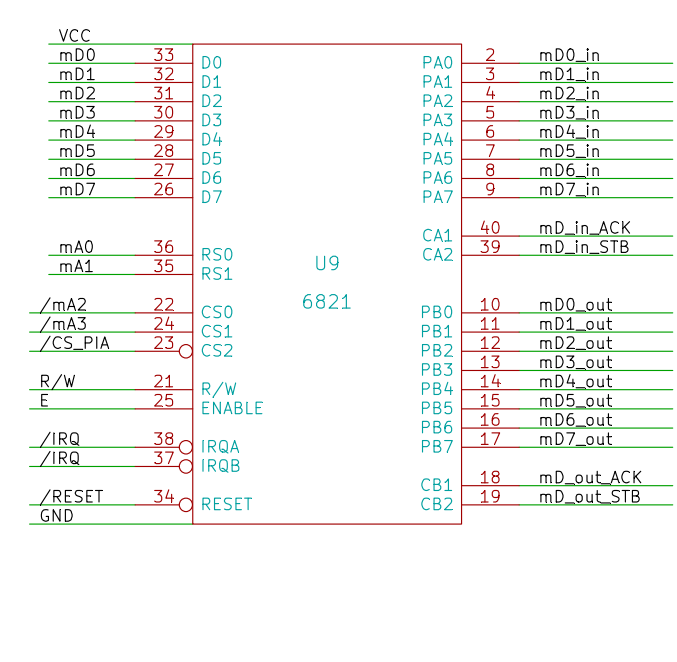 VCC
mD0 33 D0 PA0 2 mD0_in
mD1 32 D1 PA1 3 mD1_in
mD2 31 D2 PA2 4 mD2_in
mD3 30 D3 PA3 5 mD3_in
mD4 29 D4 PA4 6 mD4_in
mD5 28 D5 PA5 7 mD5_in
mD6 27 D6 PA6 8 mD6_in
mD7 26 D7 PA7 9 mD7_in
CA1 40 mD_in_ACK
mA0 36 RS0 CA2 39 mD_in_STB
mA1 35 RS1 U9
6821
/mA2 22 CS0 PB0 10 mD0_out
/mA3 24 CS1 PB1 11 mD1_out
/CS_PIA 23 CS2 PB2 12 mD2_out
PB3 13 mD3_out
R/W 21 R/W PB4 14 mD4_out
E 25 ENABLE PB5 15 mD5_out
PB6 16 mD6_out
/IRQ 38 IRQA PB7 17 mD7_out
/IRQ 37 IRQB
CB1 18 mD_out_ACK
/RESET 34 RESET CB2 19 mD_out_STB
GND